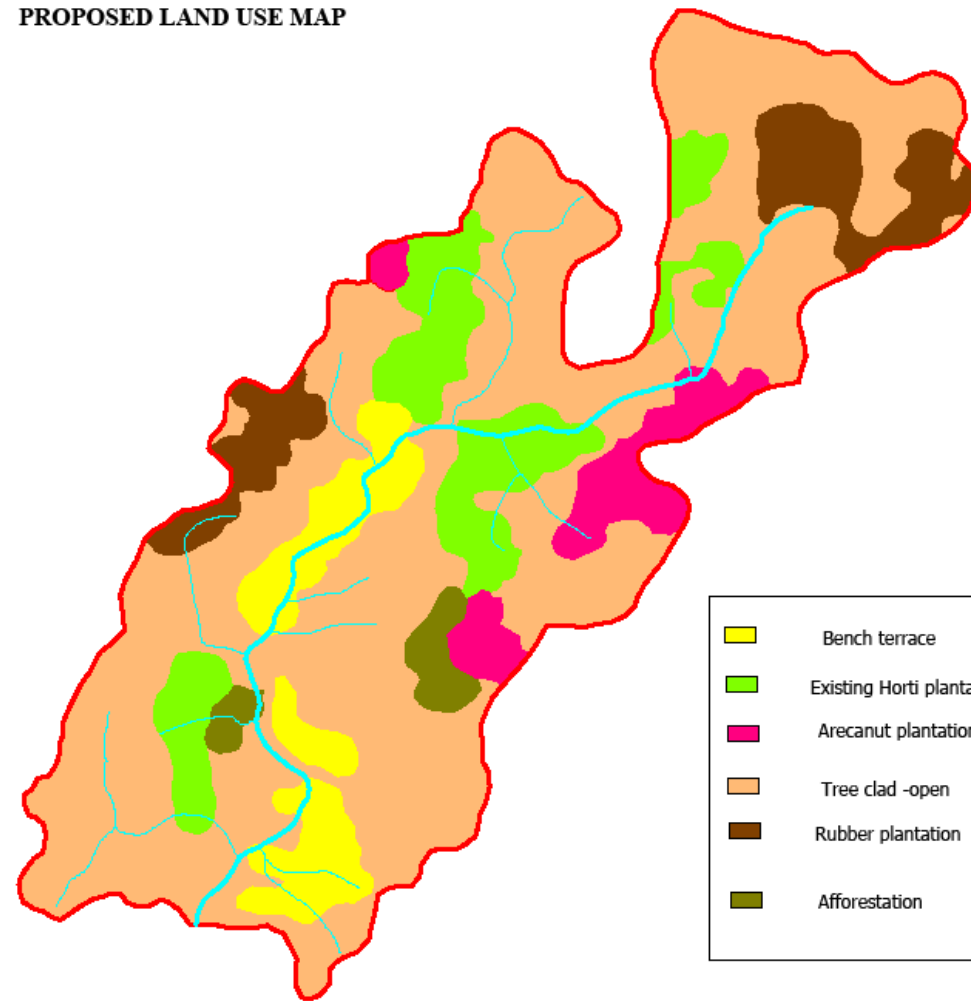 PROPOSED LAND USE MAP
Bench terrace
Existing Horti planta
Arecanut plantation
Tree clad -open
Rubber plantation
Afforestation